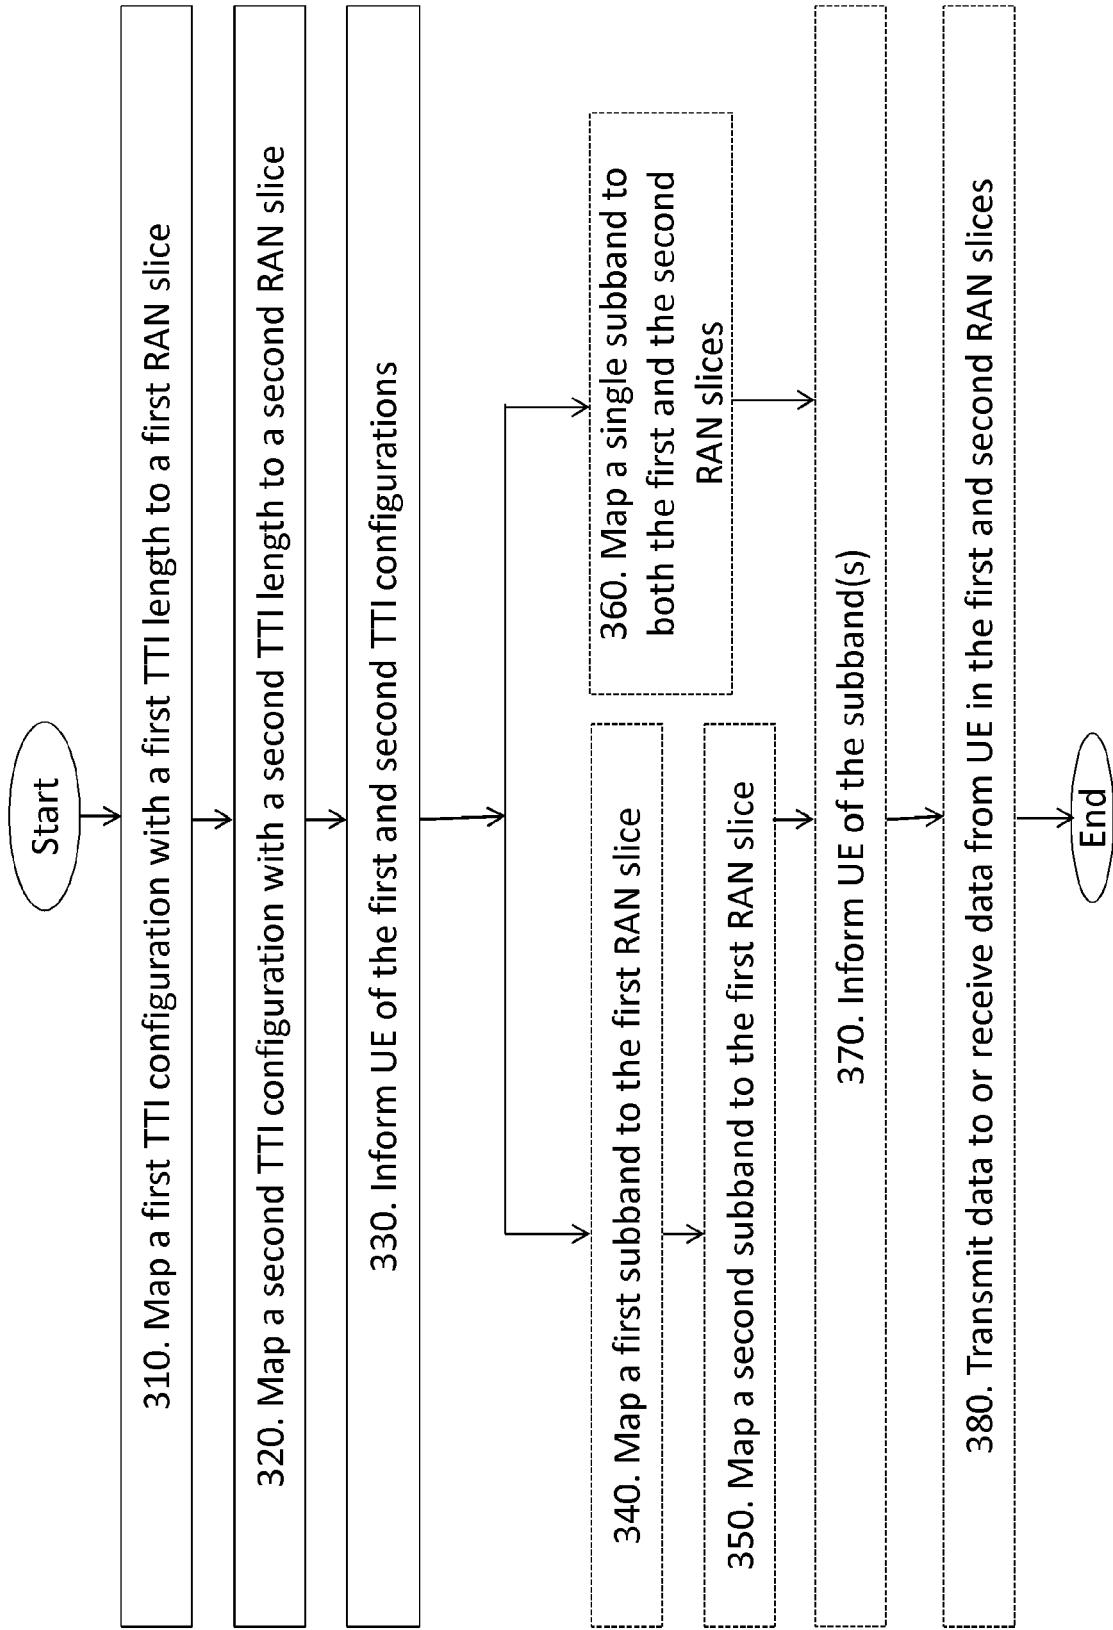 Start
310. Map a first TTI configuration with a first TTI length to a first RAN slice
320. Map a second TTI configuration with a second TTI length to a second RAN slice
330. Inform UE of the first and second TTI configurations
340. Map a first subband to the first RAN slice
350. Map a second subband to the first RAN slice
360. Map a single subband to
both the first and the second
RAN slices
370. Inform UE of the subband(s)
380. Transmit data to or receive data from UE in the first and second RAN slices
End